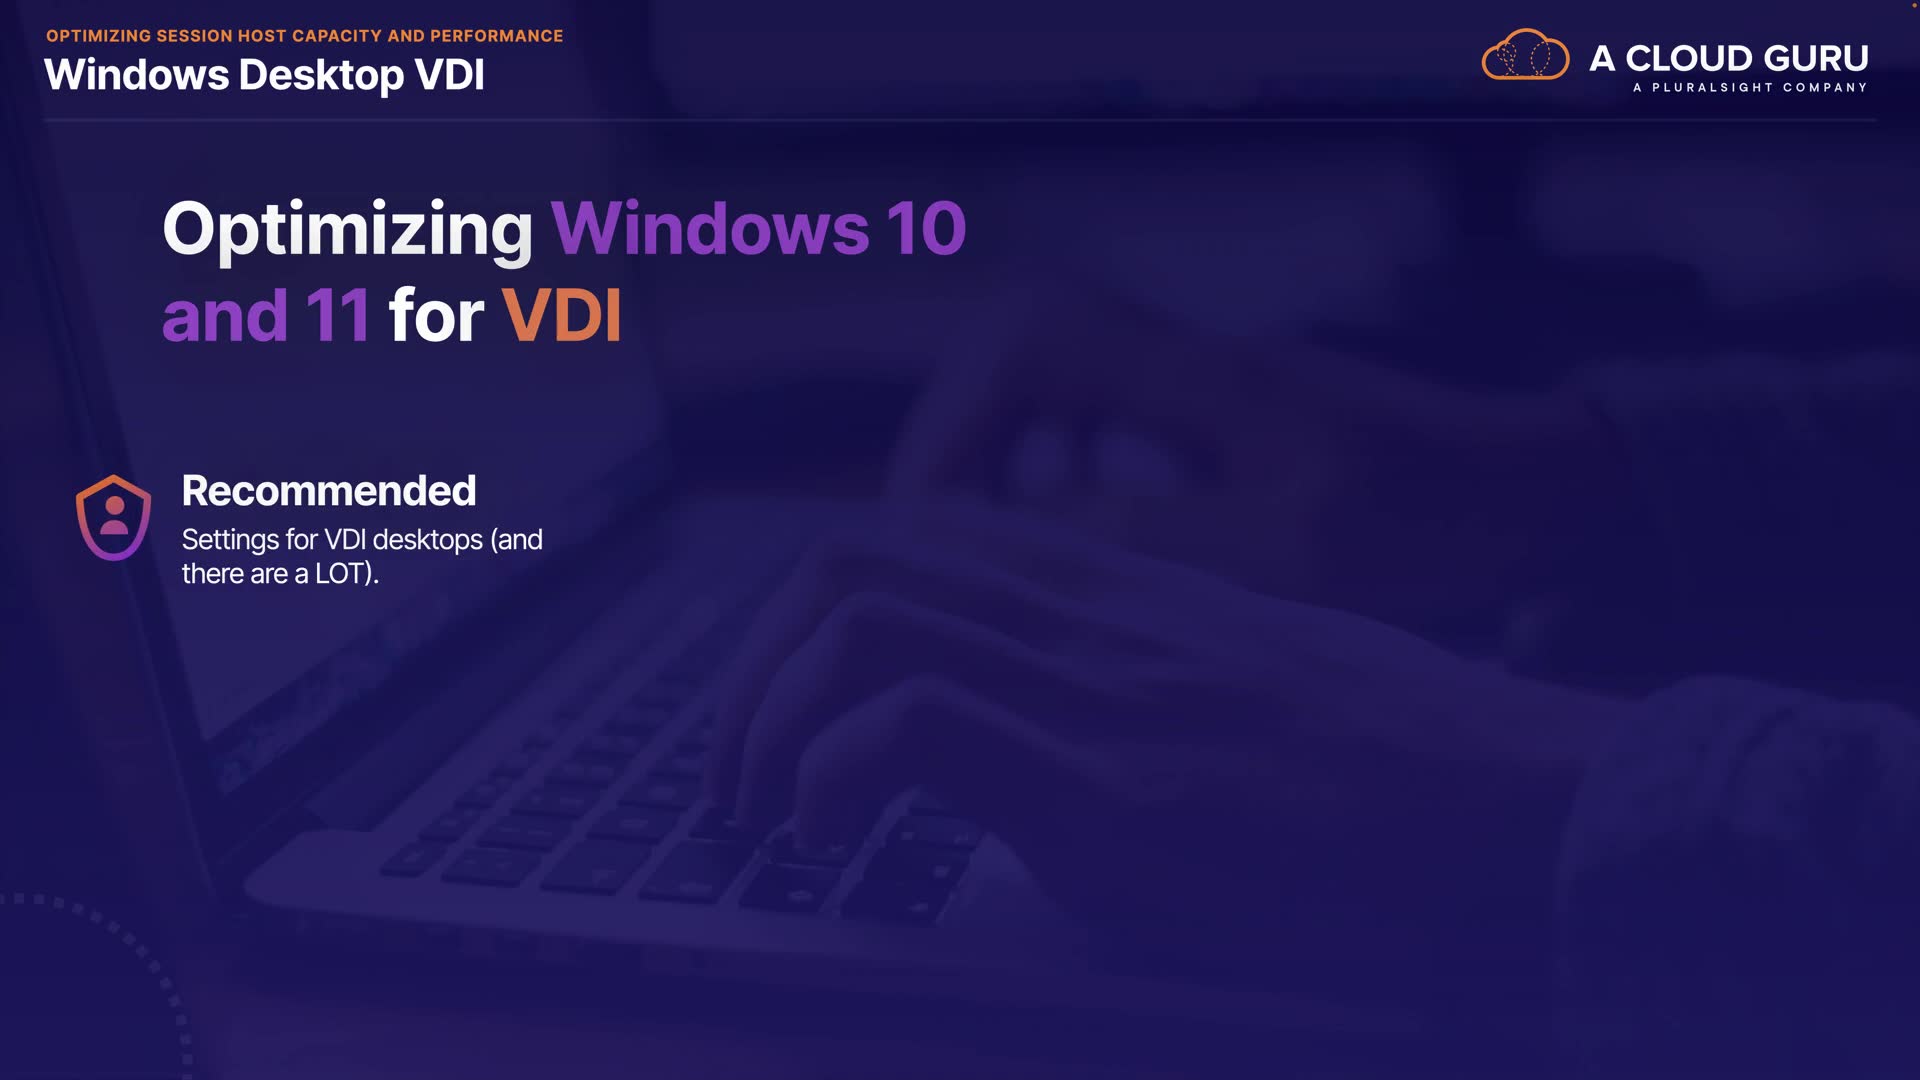 OPTIMIZING SESSION HOST CAPACITY AND PERFORMANCE
Windows Desktop VDI
A CLOUD GURU
A PLURALSIGHT COMPANY
Optimizing Windows 10
and 11 for VDI
Recommended
Settings for VDI desktops (and
there are a LOT).